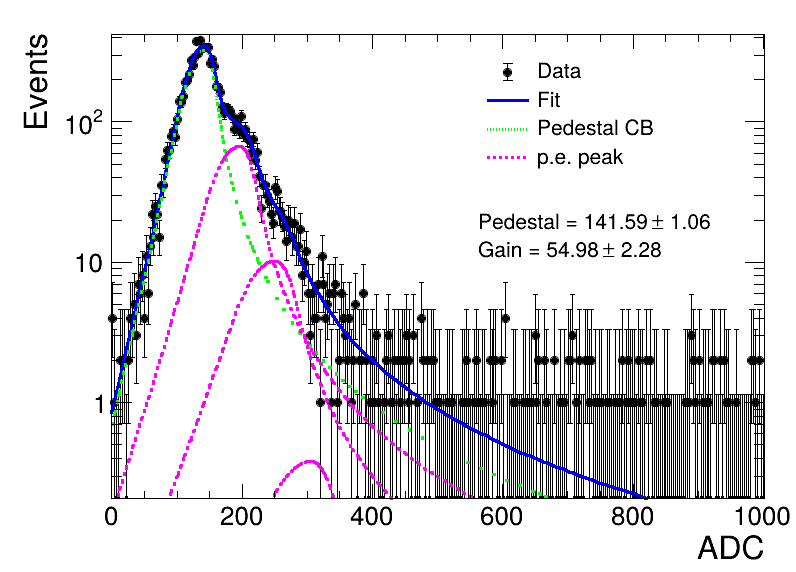 Events
Data
Fit
Pedestal CB
p.e. peak
Pedestal = 141.59 ± 1.06
Gain = 54.98 ± 2.28
10²
10
1
0 200 400 600 800 1000
ADC